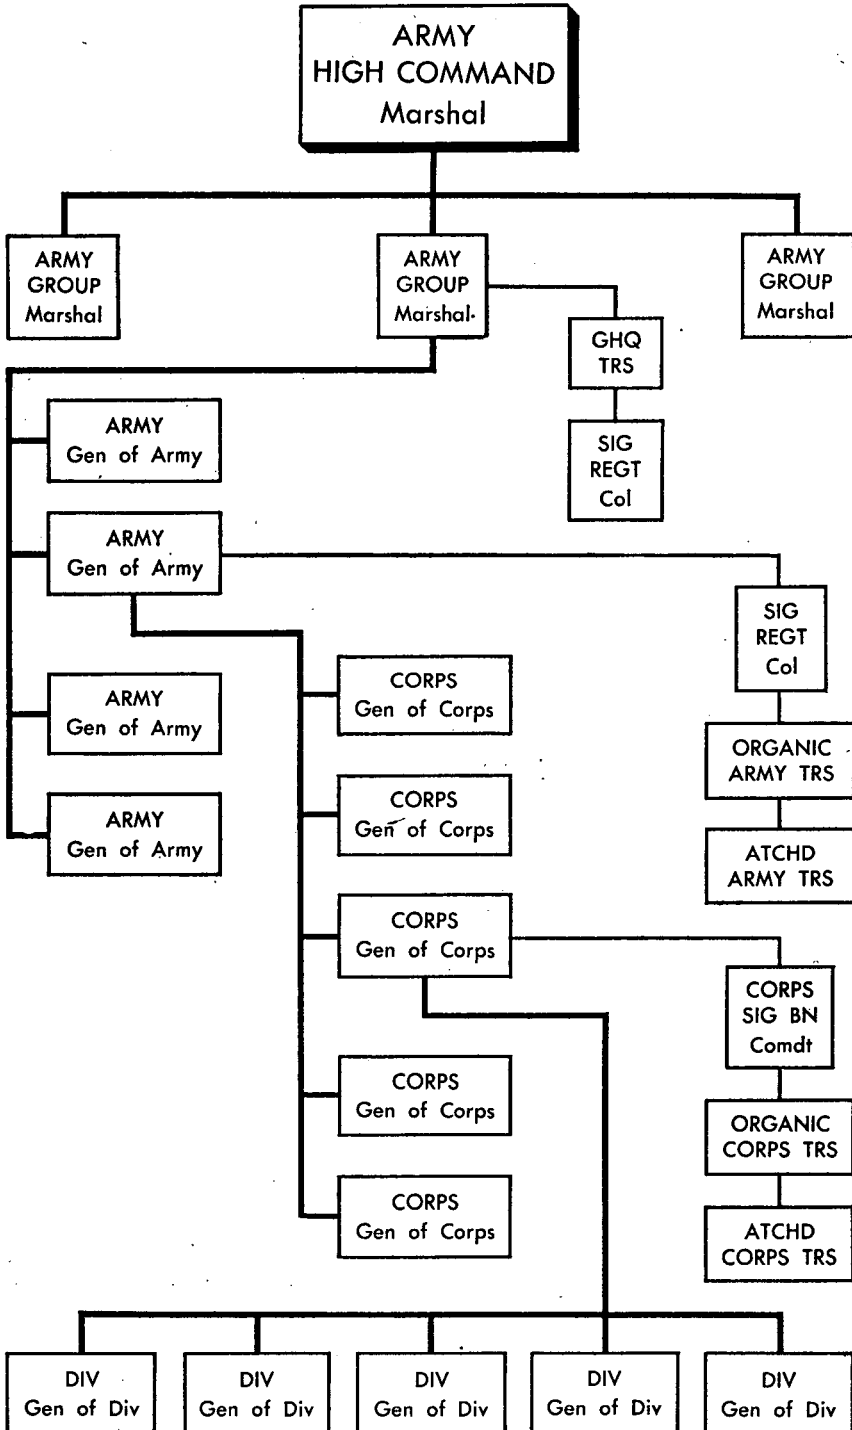 ARMY
HIGH COMMAND
Marshal
ARMY
GROUP
Marshal
ARMY
GROUP
Marshal
ARMY
GROUP
Marshal
GHQ
TRS
SIG
REGT
Col
ARMY
Gen of Army
ARMY
Gen of Army
SIG
REGT
Col
ARMY
Gen of Army
CORPS
Gen of Corps
ORGANIC
ARMY TRS
CORPS
Gen of Corps
ARMY
Gen of Army
ATCHD
ARMY TRS
CORPS
Gen of Corps
CORPS
SIG BN
Comdt
CORPS
Gen of Corps
ORGANIC
CORPS TRS
CORPS
Gen of Corps
ATCHD
CORPS TRS
DIV
Gen of Div
DIV
Gen of Div
DIV
Gen of Div
DIV
Gen of Div
DIV
Gen of Div